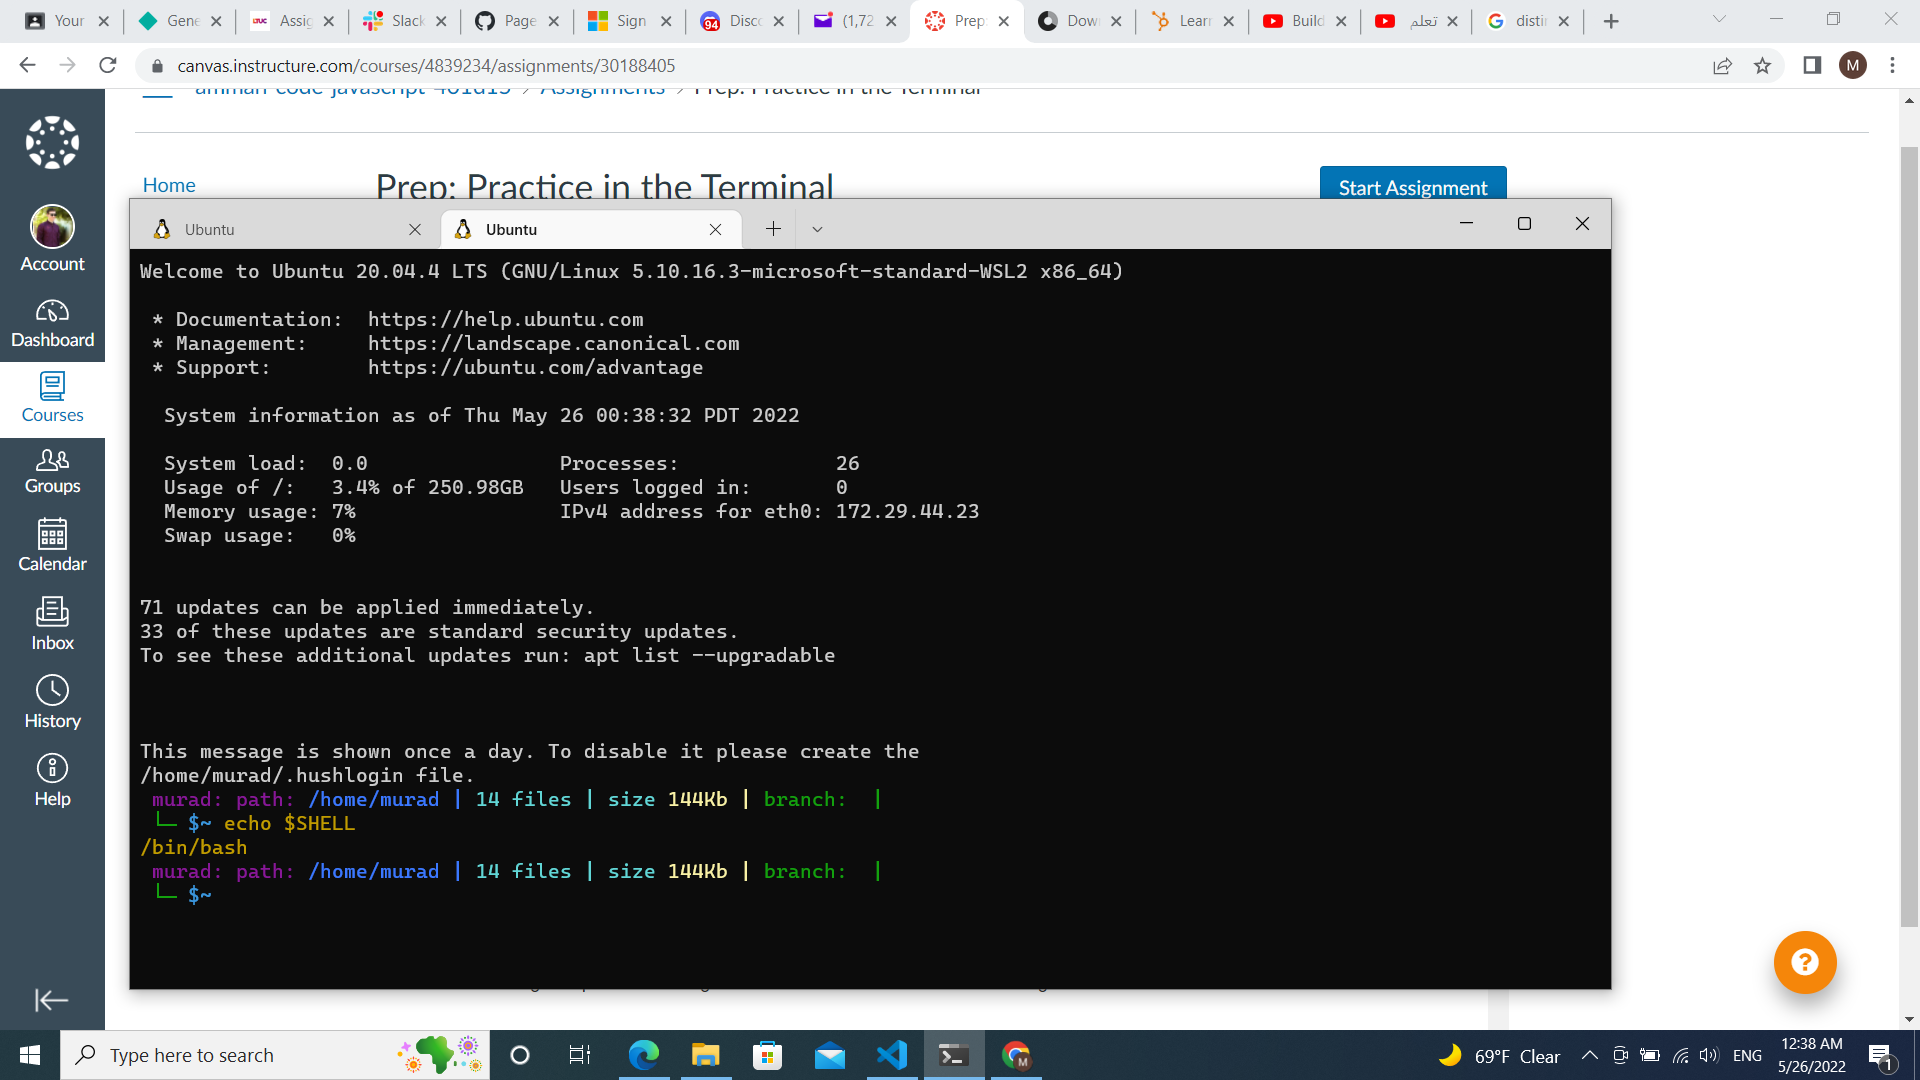 Your
Gene
LTUC Assig
Slack
Page
Sign
94 Disco
(1,72
Prep:
Dow
Learn
Build
تعلم
distin
canvas.instructure.com/courses/4839234/assignments/30188405
M
amman-code-javascript-401d15 > Assignments > Prep: Practice in the Terminal
Account
Dashboard
Courses
Groups
Calendar
Inbox
History
Help
Home
Prep: Practice in the Terminal
Start Assignment
Ubuntu
Ubuntu
Welcome to Ubuntu 20.04.4 LTS (GNU/Linux 5.10.16.3-microsoft-standard-WSL2 x86_64)
* Documentation: https://help.ubuntu.com
* Management: https://landscape.canonical.com
* Support: https://ubuntu.com/advantage
System information as of Thu May 26 00:38:32 PDT 2022
System load: 0.0 Processes: 26
Usage of /: 3.4% of 250.98GB Users logged in: 0
Memory usage: 7% IPv4 address for eth0: 172.29.44.23
Swap usage: 0%
71 updates can be applied immediately.
33 of these updates are standard security updates.
To see these additional updates run: apt list --upgradable
This message is shown once a day. To disable it please create the
/home/murad/.hushlogin file.
murad: path: /home/murad | 14 files | size 144Kb | branch: |
└─ $~ echo $SHELL
/bin/bash
murad: path: /home/murad | 14 files | size 144Kb | branch: |
└─ $~
?
Type here to search
M
69°F Clear
ENG
12:38 AM
5/26/2022
1